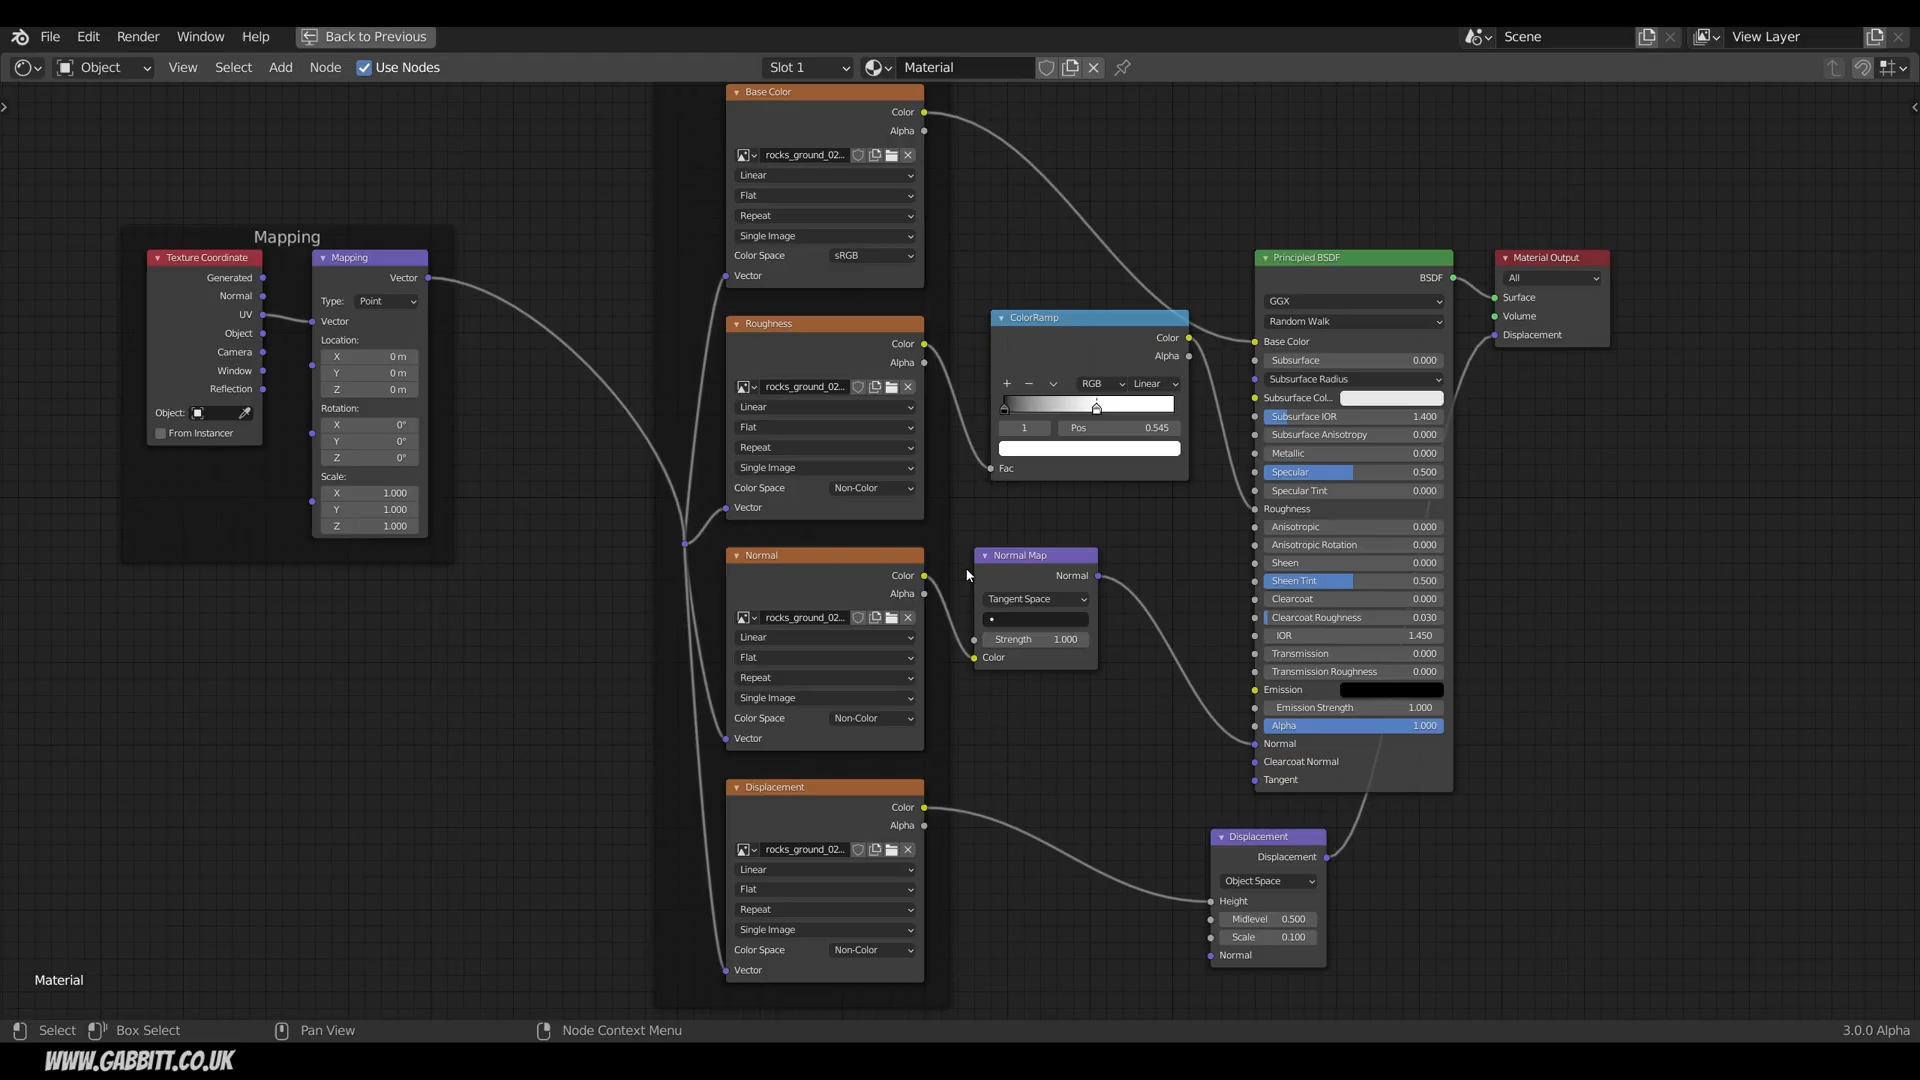 File Edit Render Window Help Back to Previous Scene View Layer
Object View Select Add Node Use Nodes Slot 1 Material
Mapping
Texture Coordinate
Generated
Normal
UV
Object
Camera
Window
Reflection
Object:
From Instancer
Mapping
Vector
Type: Point
Vector
Location:
X 0 m
Y 0 m
Z 0 m
Rotation:
X 0°
Y 0°
Z 0°
Scale:
X 1.000
Y 1.000
Z 1.000
Base Color
Color
Alpha
rocks_ground_02...
Linear
Flat
Repeat
Single Image
Color Space sRGB
Vector
Roughness
Color
Alpha
rocks_ground_02...
Linear
Flat
Repeat
Single Image
Color Space Non-Color
Vector
Normal
Color
Alpha
rocks_ground_02...
Linear
Flat
Repeat
Single Image
Color Space Non-Color
Vector
Displacement
Color
Alpha
rocks_ground_02...
Linear
Flat
Repeat
Single Image
Color Space Non-Color
Vector
ColorRamp
Color
Alpha
RGB Linear
1 Pos 0.545
Fac
Normal Map
Normal
Tangent Space
Strength 1.000
Color
Principled BSDF
BSDF
GGX
Random Walk
Base Color
Subsurface 0.000
Subsurface Radius
Subsurface Col...
Subsurface IOR 1.400
Subsurface Anisotropy 0.000
Metallic 0.000
Specular 0.500
Specular Tint 0.000
Roughness
Anisotropic 0.000
Anisotropic Rotation 0.000
Sheen 0.000
Sheen Tint 0.500
Clearcoat 0.000
Clearcoat Roughness 0.030
IOR 1.450
Transmission 0.000
Transmission Roughness 0.000
Emission
Emission Strength 1.000
Alpha 1.000
Normal
Clearcoat Normal
Tangent
Material Output
All
Surface
Volume
Displacement
Displacement
Displacement
Object Space
Height
Midlevel 0.500
Scale 0.100
Normal
Material
Select Box Select Pan View Node Context Menu 3.0.0 Alpha
WWW.GABBITT.CO.UK